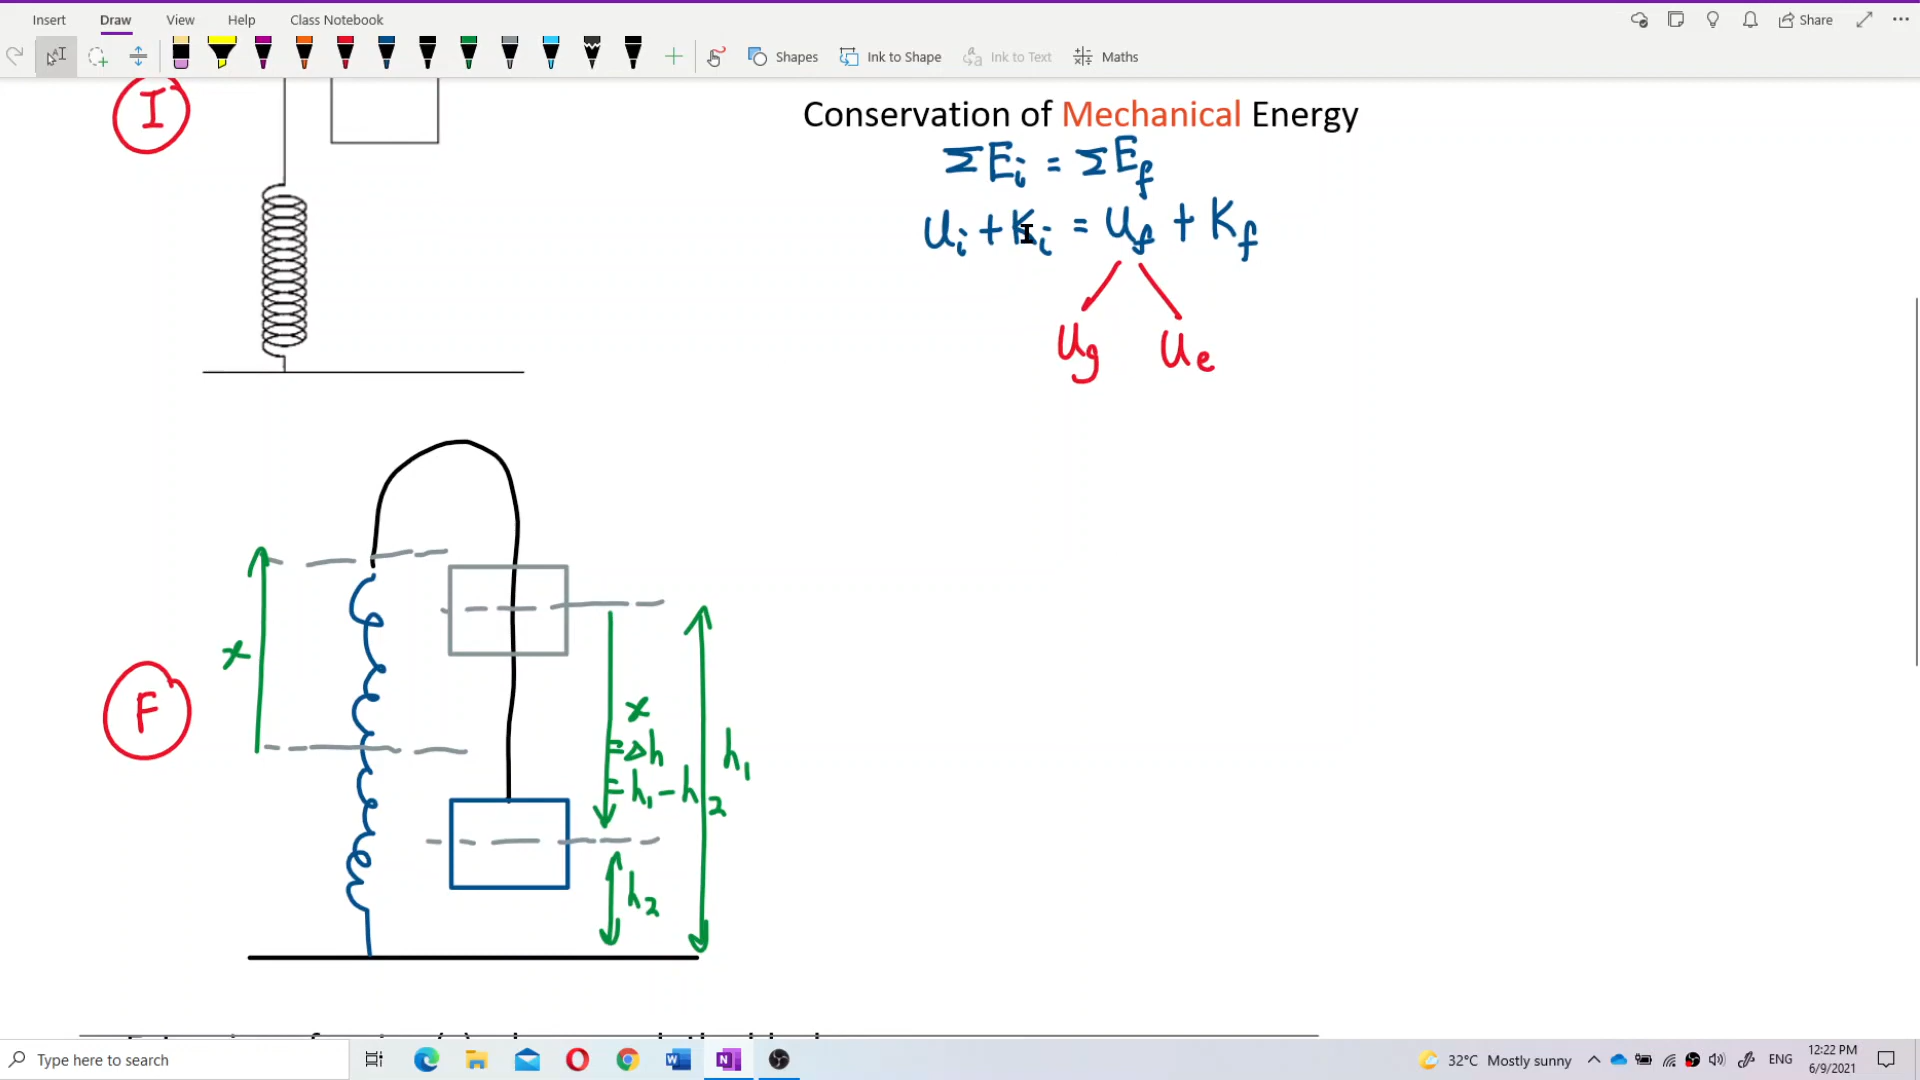 Insert Draw View Help Class Notebook Share
Shapes Ink to Shape Ink to Text Maths
I
Conservation of Mechanical Energy
ΣEi = ΣEf
Ui + Ki = Uf + Kf
Ug Ue
F
x
x
= Δh
= h1 - h2
h1
h2
Type here to search
32°C Mostly sunny
ENG
12:22 PM
6/9/2021